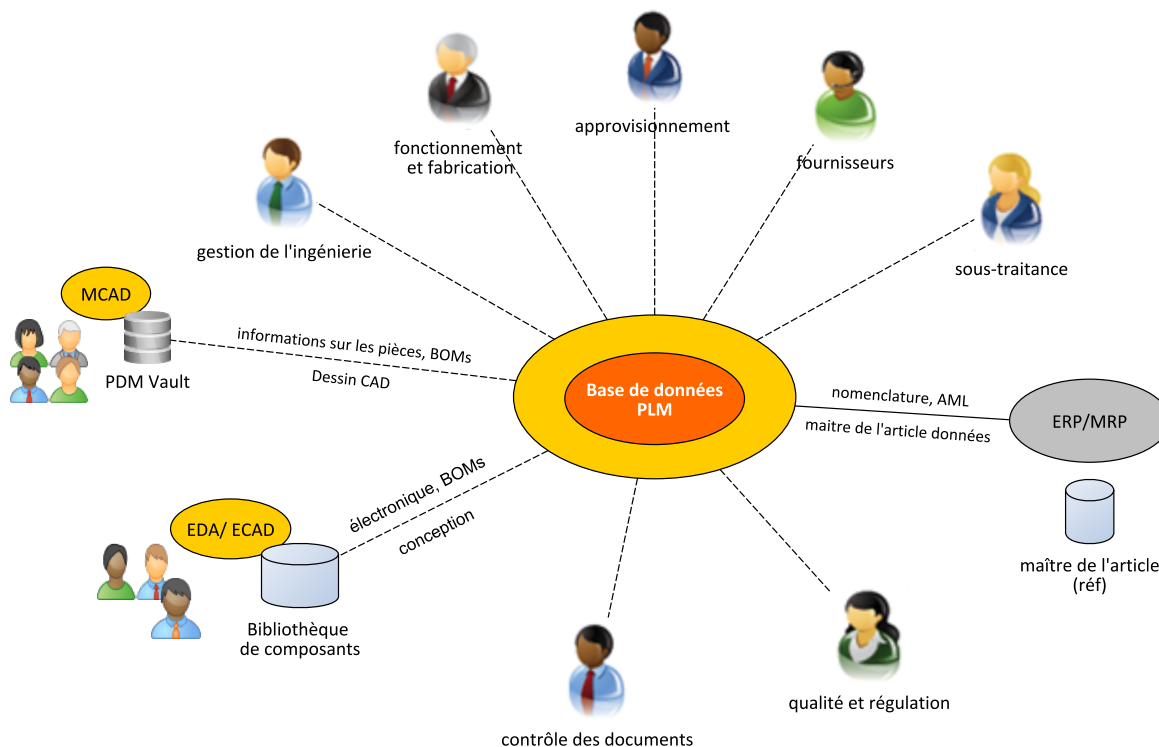 approvisionnement
fonctionnement
et fabrication
fournisseurs
gestion de l'ingénierie
sous-traitance
MCAD
PDM Vault
informations sur les pièces, BOMs
Dessin CAD
Base de données
PLM
nomenclature, AML
maitre de l'article données
ERP/MRP
EDA/ ECAD
électronique, BOMs
conception
Bibliothèque
de composants
maître de l'article
(réf)
qualité et régulation
contrôle des documents